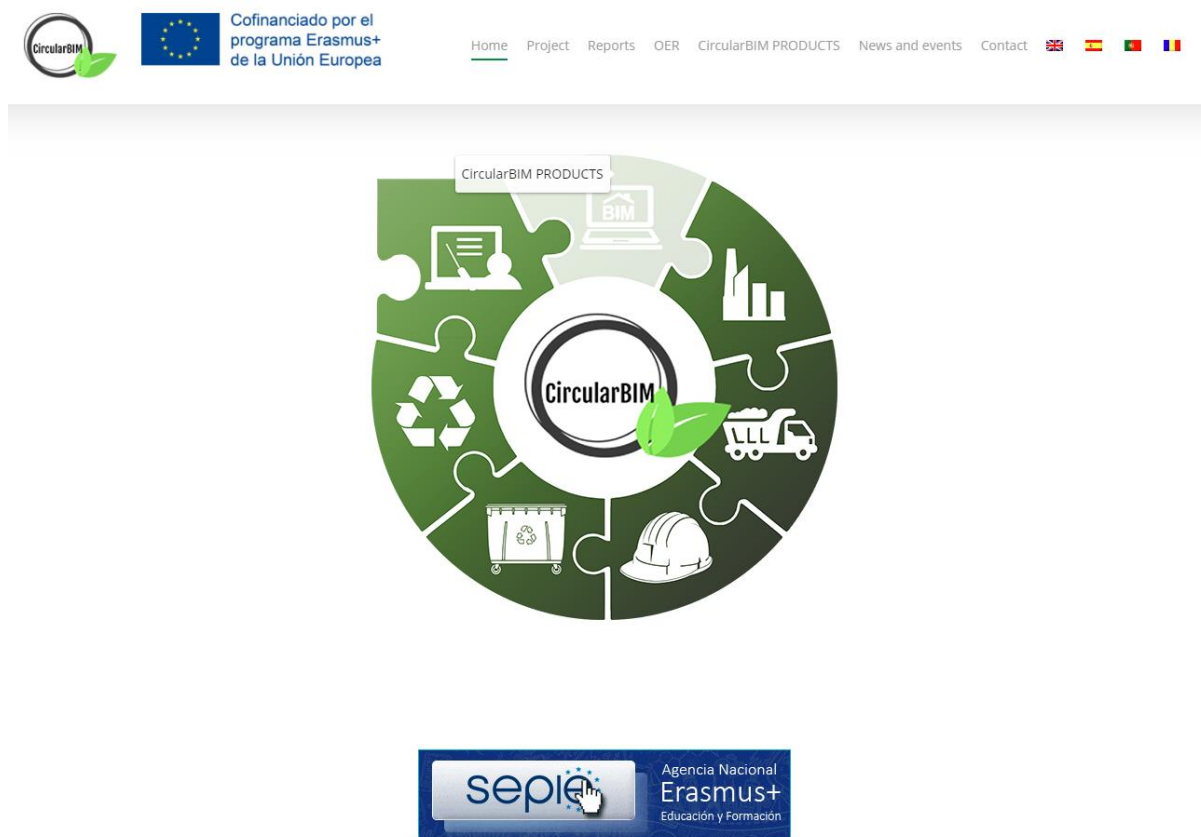 CircularBIM
Cofinanciado por el
programa Erasmus+
de la Unión Europea
Home Project Reports OER CircularBIM PRODUCTS News and events Contact
CircularBIM PRODUCTS
BIM
CircularBIM
sepie
Agencia Nacional
Erasmus+
Educación y Formación